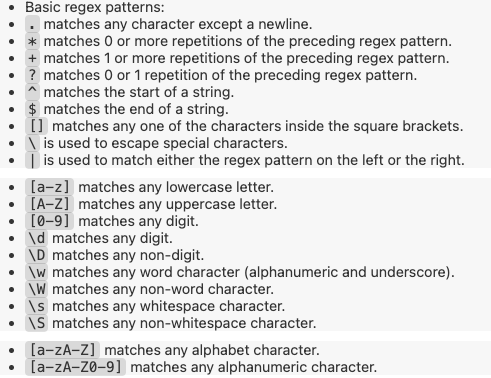 • Basic regex patterns:
• . matches any character except a newline.
• * matches 0 or more repetitions of the preceding regex pattern.
• + matches 1 or more repetitions of the preceding regex pattern.
• ? matches 0 or 1 repetition of the preceding regex pattern.
• ^ matches the start of a string.
• $ matches the end of a string.
• [] matches any one of the characters inside the square brackets.
• \ is used to escape special characters.
• | is used to match either the regex pattern on the left or the right.
• [a-z] matches any lowercase letter.
• [A-Z] matches any uppercase letter.
• [0-9] matches any digit.
• \d matches any digit.
• \D matches any non-digit.
• \w matches any word character (alphanumeric and underscore).
• \W matches any non-word character.
• \s matches any whitespace character.
• \S matches any non-whitespace character.
• [a-zA-Z] matches any alphabet character.
• [a-zA-Z0-9] matches any alphanumeric character.